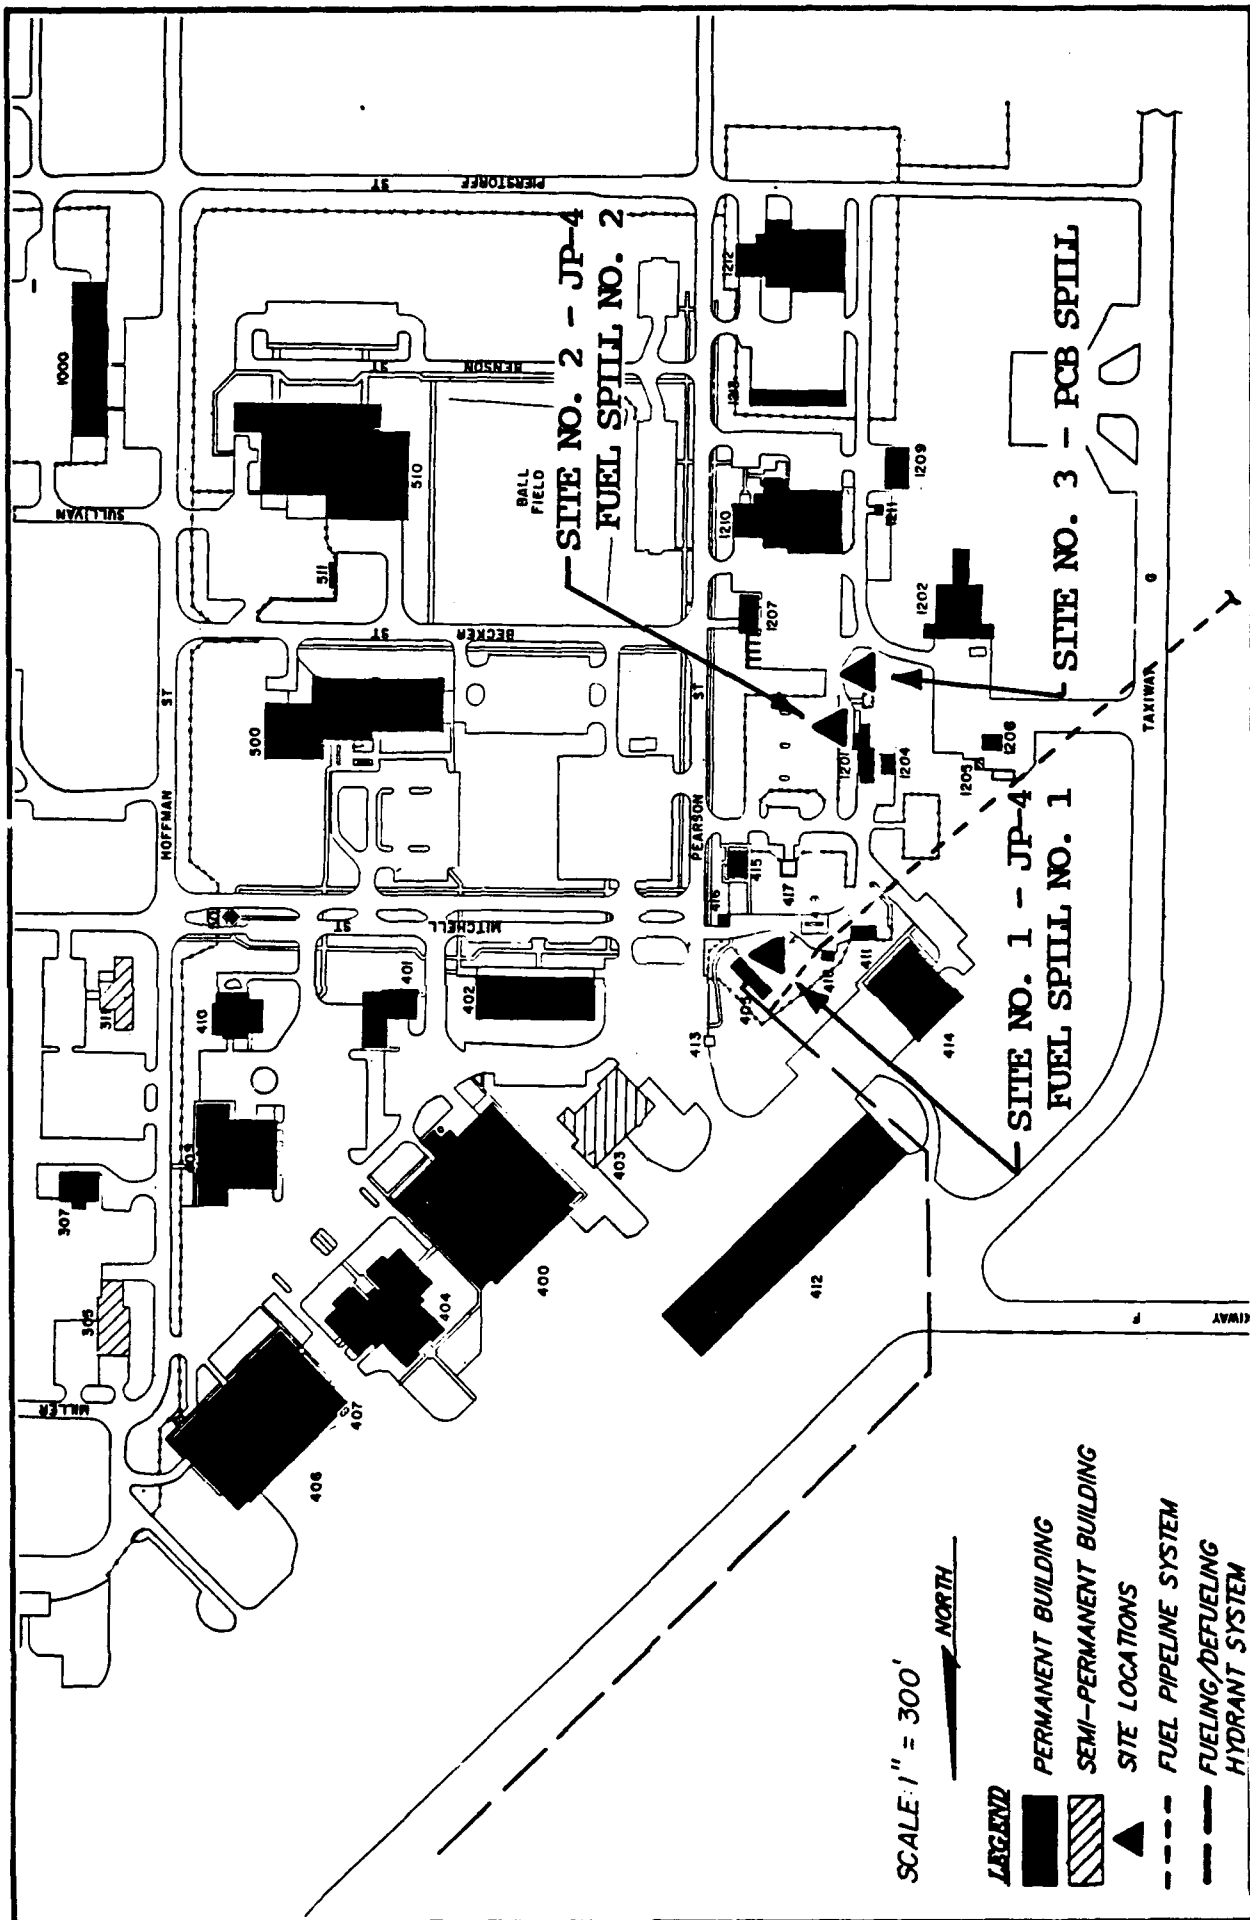 SITE NO. 2 - JP-4
FUEL SPILL NO. 2
SITE NO. 3 - PCB SPILL
SITE NO. 1 - JP-4
FUEL SPILL NO. 1
PIERSTORFF ST
BENSON ST
SULLIVAN
BECKER ST
HOFFMAN ST
MITCHELL ST
PEARSON ST
MILLER
TAXIWAY G
F
BALL
FIELD
1000
510
511
500
1212
1213
1210
1209
1211
1207
1202
1201
1204
1205
1206
415
416
417
411
418
405
413
414
401
402
410
311
409
307
305
403
400
404
412
407
406
SCALE: 1" = 300'
NORTH
LEGEND
PERMANENT BUILDING
SEMI-PERMANENT BUILDING
SITE LOCATIONS
FUEL PIPELINE SYSTEM
FUELING/DEFUELING
HYDRANT SYSTEM